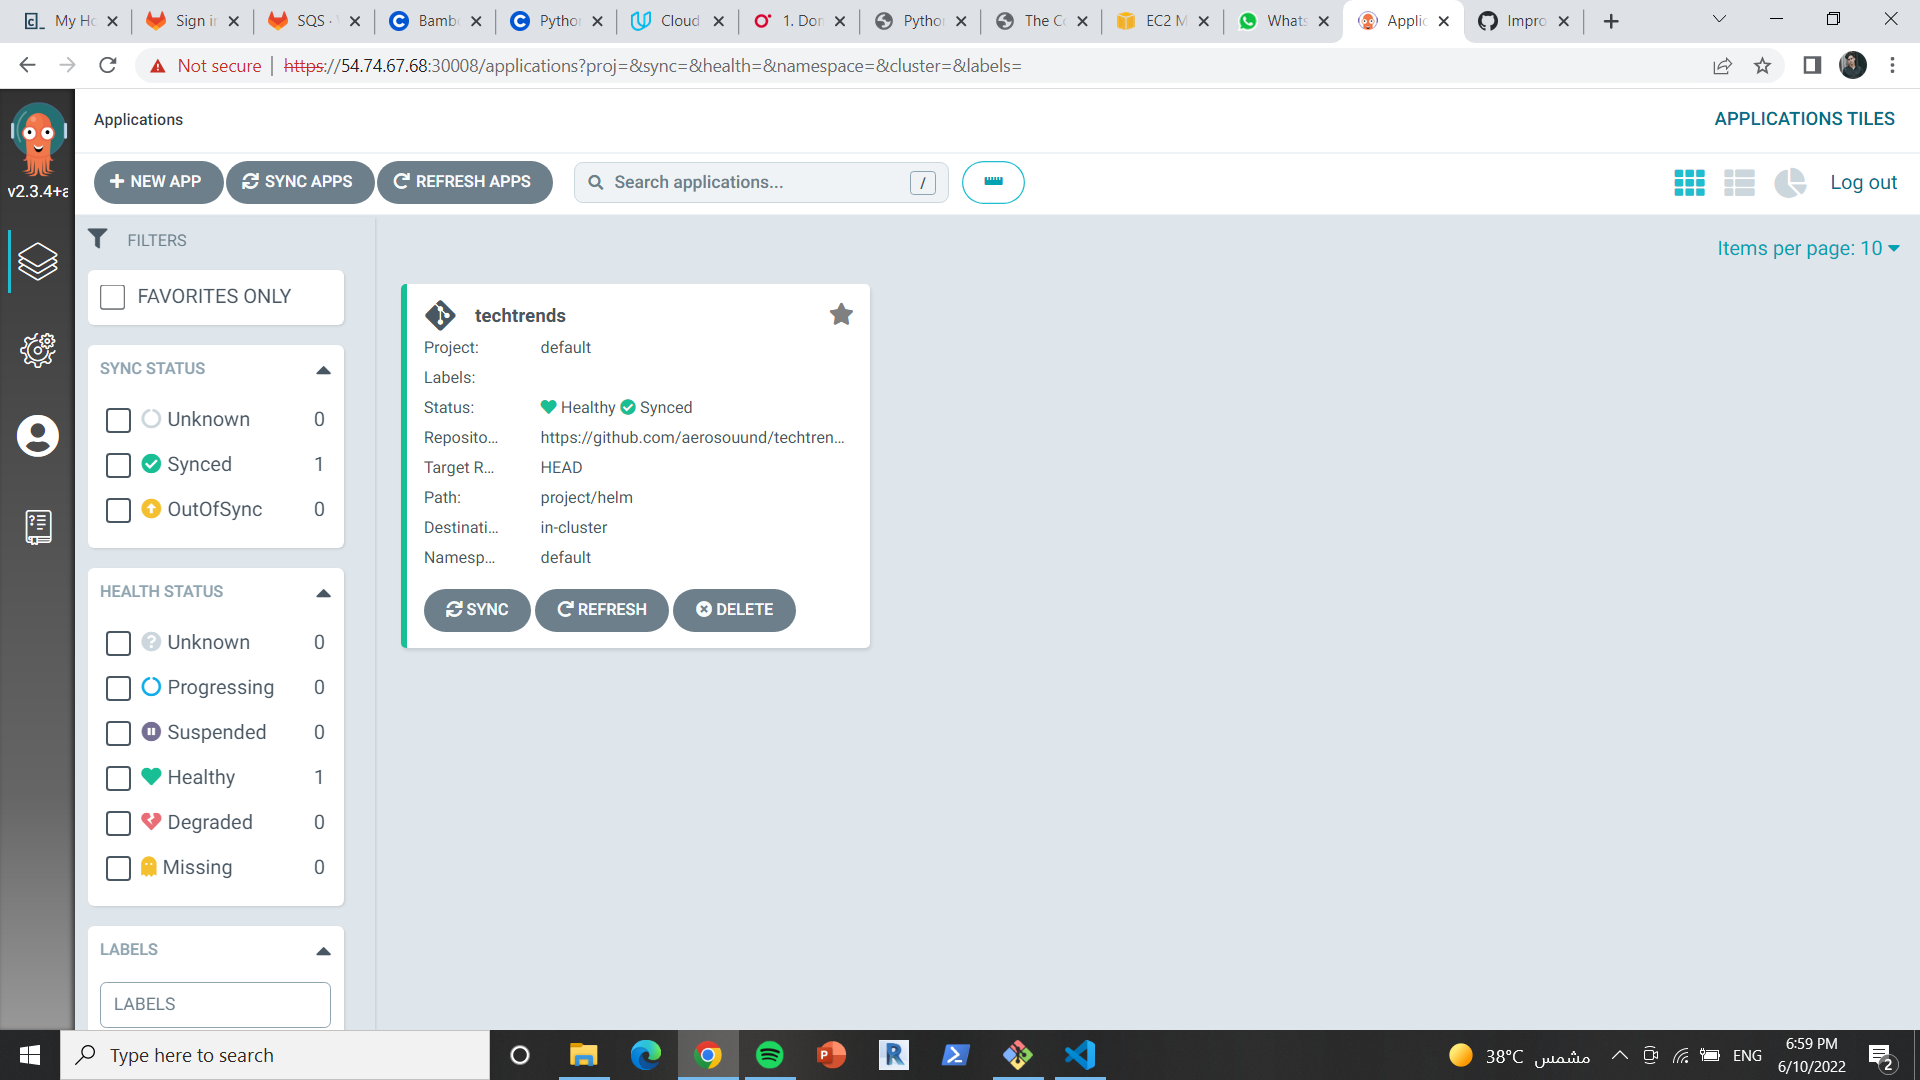 My Ho
Sign in
SQS · 
Bambo
Python
Cloud
1. Don
Python
The Co
EC2 M
Whats
Applic
Impro
Not secure
https://54.74.67.68:30008/applications?proj=&sync=&health=&namespace=&cluster=&labels=
v2.3.4+a
Applications
APPLICATIONS TILES
NEW APP
SYNC APPS
REFRESH APPS
Search applications...
/
Log out
FILTERS
Items per page: 10
FAVORITES ONLY
SYNC STATUS
Unknown 0
Synced 1
OutOfSync 0
HEALTH STATUS
Unknown 0
Progressing 0
Suspended 0
Healthy 1
Degraded 0
Missing 0
LABELS
LABELS
techtrends
Project: default
Labels:
Status: Healthy Synced
Reposito... https://github.com/aerosouund/techtren...
Target R... HEAD
Path: project/helm
Destinati... in-cluster
Namesp... default
SYNC
REFRESH
DELETE
Type here to search
38°C مشمس
ENG
6:59 PM
6/10/2022
2